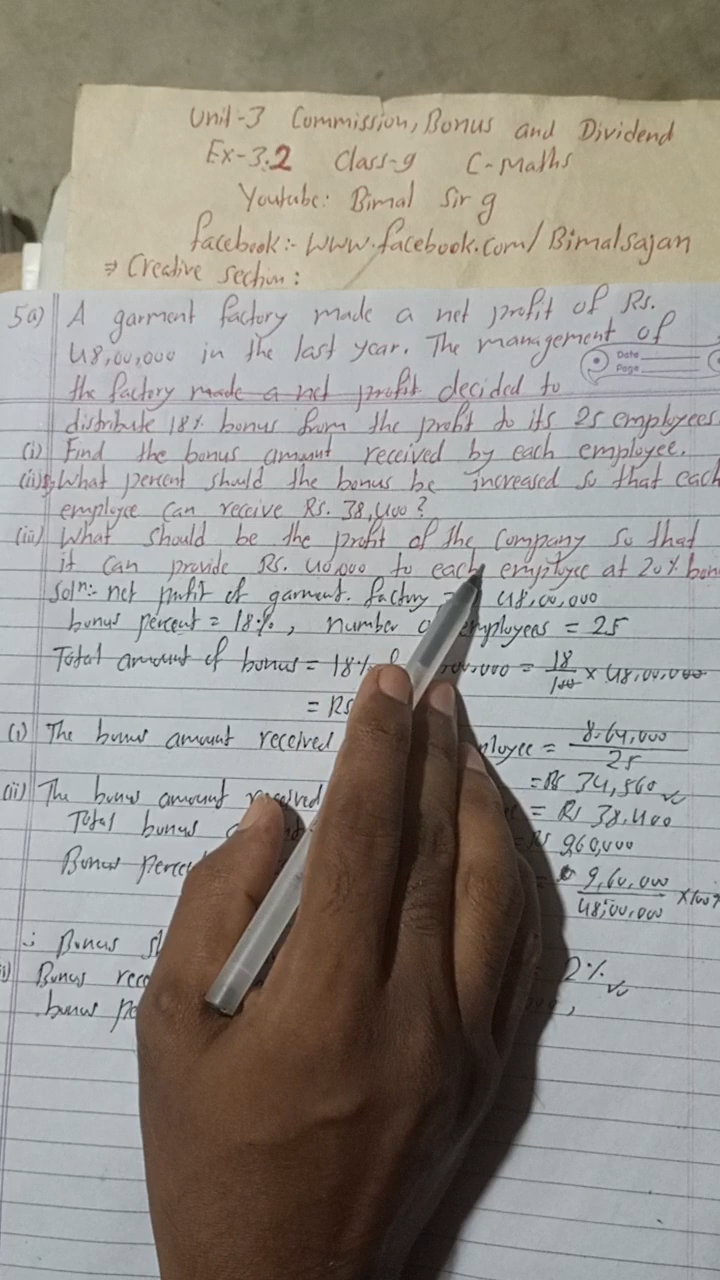 Unit-3 Commission, Bonus and Dividend
Ex-3.2 Class-9 C-Maths
Youtube: Bimal Sir g
facebook:- www.facebook.com/Bimalsajan
⇒ Creative section:
5a) A garment factory made a net profit of Rs.
48,00,000 in the last year. The management of
Date
Page
the factory made a net profit decided to
distribute 18% bonus from the profit to its 25 employees
(i) Find the bonus amount received by each employee.
(ii) What percent should the bonus be increased so that each
employee can receive Rs. 38,400?
(iii) What should be the profit of the company so that
it can provide Rs. 40,000 to each employee at 20%
Soln:- net profit of garment factory = 48,00,000
bonus percent = 18%, number employees = 25
Total amount of bonus = 18% = 18/100 × 48,00,000
= Rs
(i) The bonus amount received = 8,64,000/25
= Rs 34,560
(ii) The bonus amount received = Rs 38,400
Total bonus = Rs 960,000
Bonus 9,60,000/48,00,000 × 100%
∴ Bonus 2%
Bonus
bonus